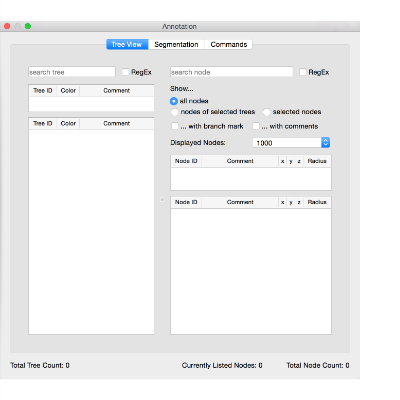 Annotation
Tree View Segmentation Commands
search tree RegEx
search node RegEx
Tree ID Color Comment
Tree ID Color Comment
Show...
all nodes
nodes of selected trees selected nodes
... with branch mark ... with comments
Displayed Nodes: 1000
Node ID Comment x y z Radius
Node ID Comment x y z Radius
Total Tree Count: 0 Currently Listed Nodes: 0 Total Node Count: 0